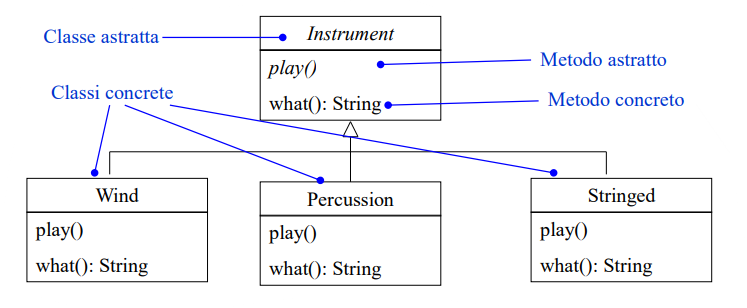 Classe astratta
Instrument
play()
what(): String
Metodo astratto
Metodo concreto
Classi concrete
Wind
play()
what(): String
Percussion
play()
what(): String
Stringed
play()
what(): String